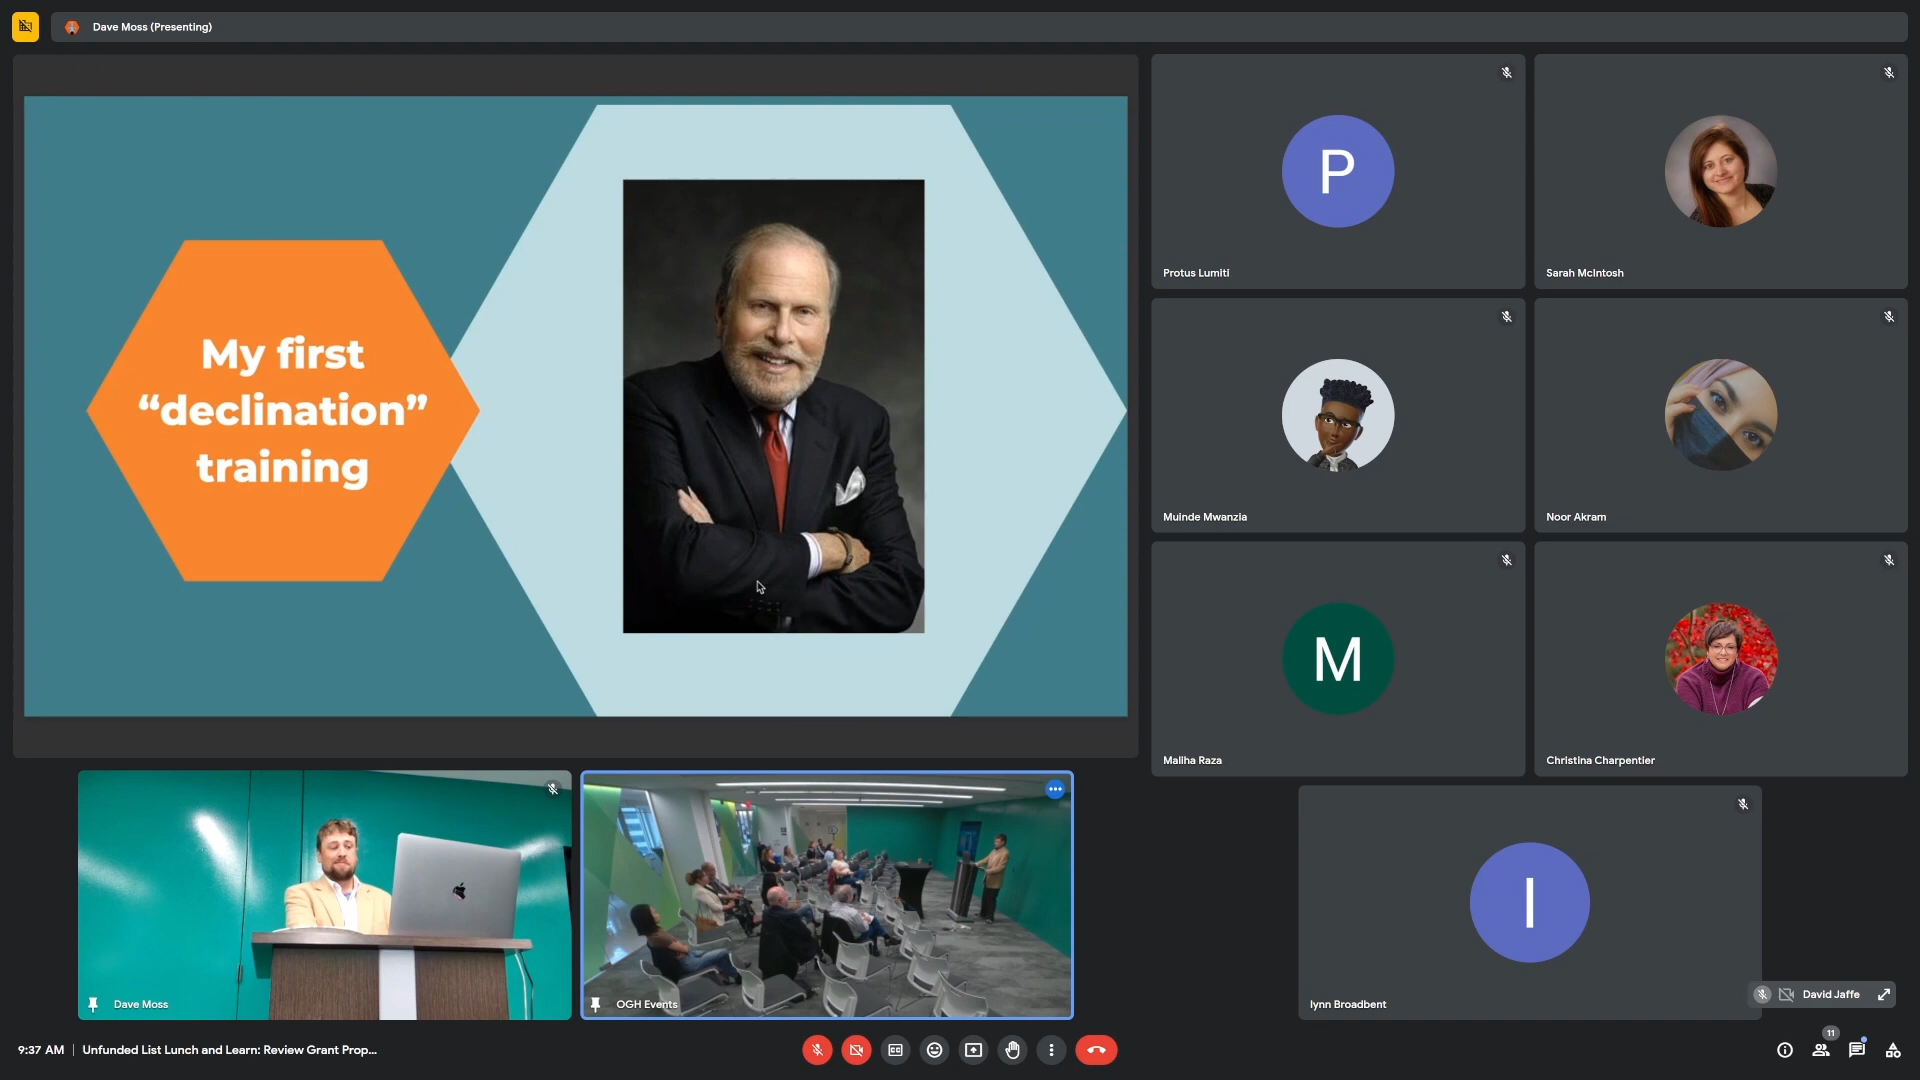 Dave Moss (Presenting)
My first
“declination”
training
P
Protus Lumiti
Sarah McIntosh
Muinde Mwanzia
Noor Akram
M
Maliha Raza
Christina Charpentier
Dave Moss
OGH Events
l
lynn Broadbent
David Jaffe
9:37 AM | Unfunded List Lunch and Learn: Review Grant Prop...
CC
11